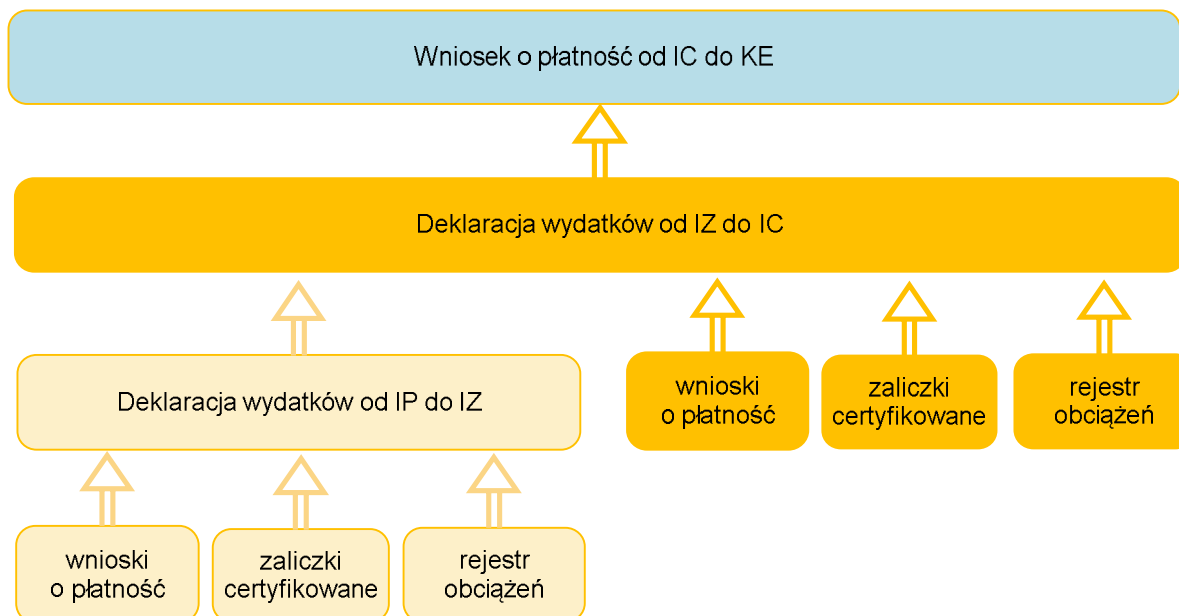 Wniosek o płatność od IC do KE
Deklaracja wydatków od IZ do IC
wnioski
o płatność
zaliczki
certyfikowane
rejestr
obciążeń
Deklaracja wydatków od IP do IZ
wnioski
o płatność
zaliczki
certyfikowane
rejestr
obciążeń